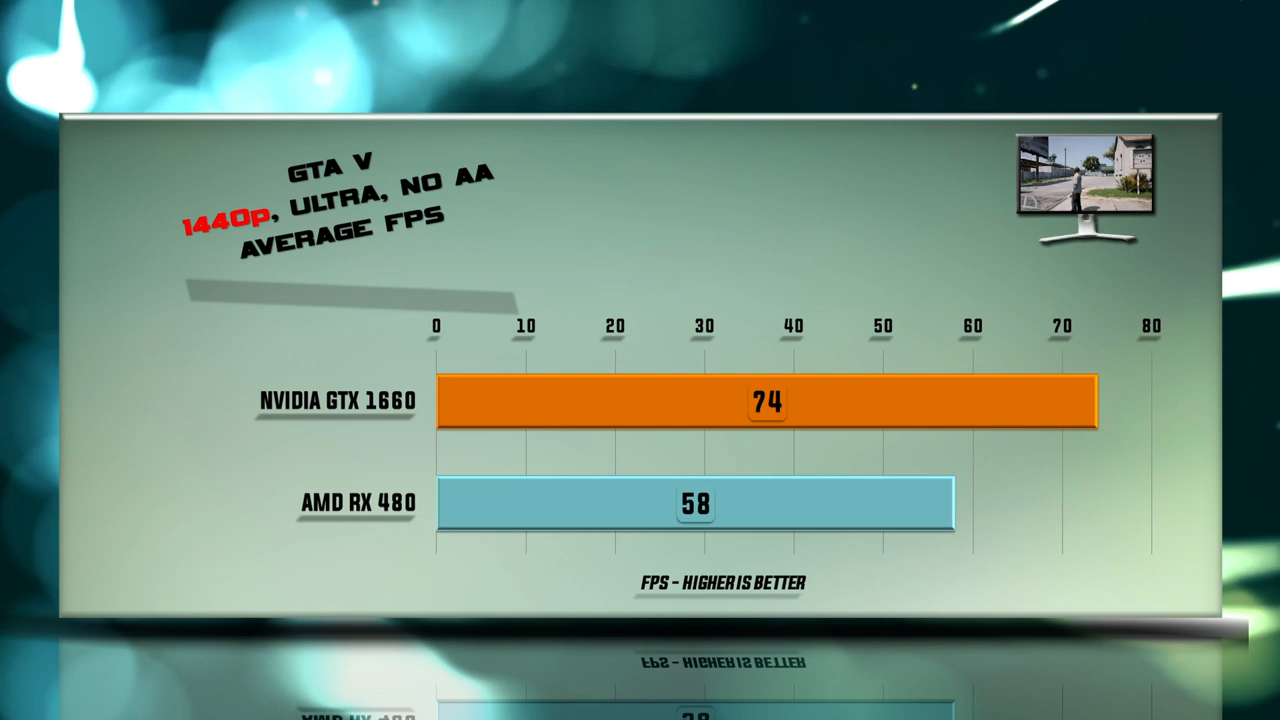 GTA V
1440p, ULTRA, NO AA
AVERAGE FPS
0 10 20 30 40 50 60 70 80
NVIDIA GTX 1660
74
AMD RX 480
58
FPS - HIGHER IS BETTER